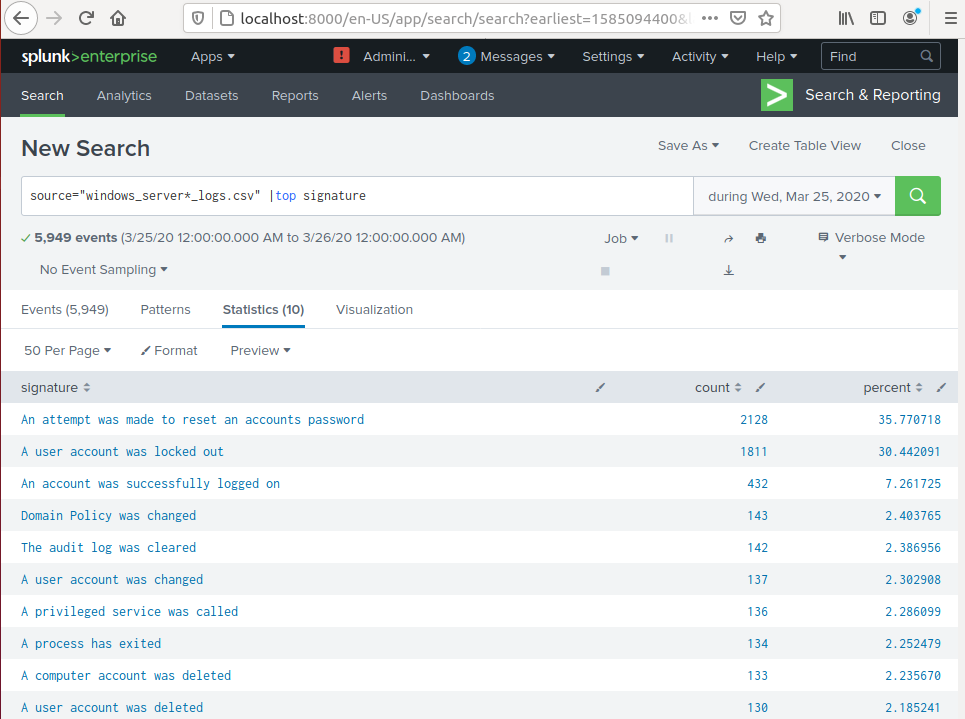 localhost:8000/en-US/app/search/search?earliest=1585094400&
splunk>enterprise Apps Admini... 2 Messages Settings Activity Help Find
Search Analytics Datasets Reports Alerts Dashboards Search & Reporting
New Search Save As Create Table View Close
source="windows_server*_logs.csv" |top signature during Wed, Mar 25, 2020
5,949 events (3/25/20 12:00:00.000 AM to 3/26/20 12:00:00.000 AM) Job Verbose Mode
No Event Sampling
Events (5,949) Patterns Statistics (10) Visualization
50 Per Page Format Preview
signature count percent
An attempt was made to reset an accounts password 2128 35.770718
A user account was locked out 1811 30.442091
An account was successfully logged on 432 7.261725
Domain Policy was changed 143 2.403765
The audit log was cleared 142 2.386956
A user account was changed 137 2.302908
A privileged service was called 136 2.286099
A process has exited 134 2.252479
A computer account was deleted 133 2.235670
A user account was deleted 130 2.185241